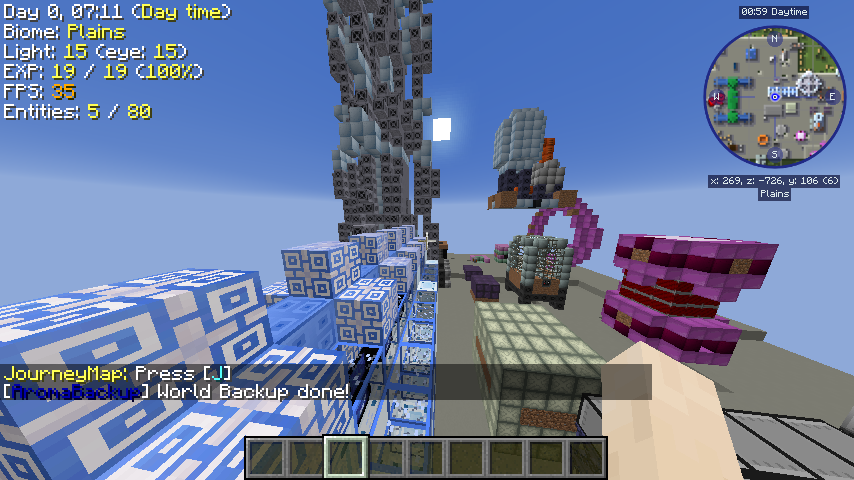 Day 0, 07:11 (Day time)
Biome: Plains
Light: 15 (eye: 15)
EXP: 19 / 19 (100%)
FPS: 35
Entities: 5 / 80
00:59 Daytime
N
W
E
S
x: 269, z: -726, y: 106 (6)
Plains
JourneyMap: Press [J]
[AromaBackup] World Backup done!